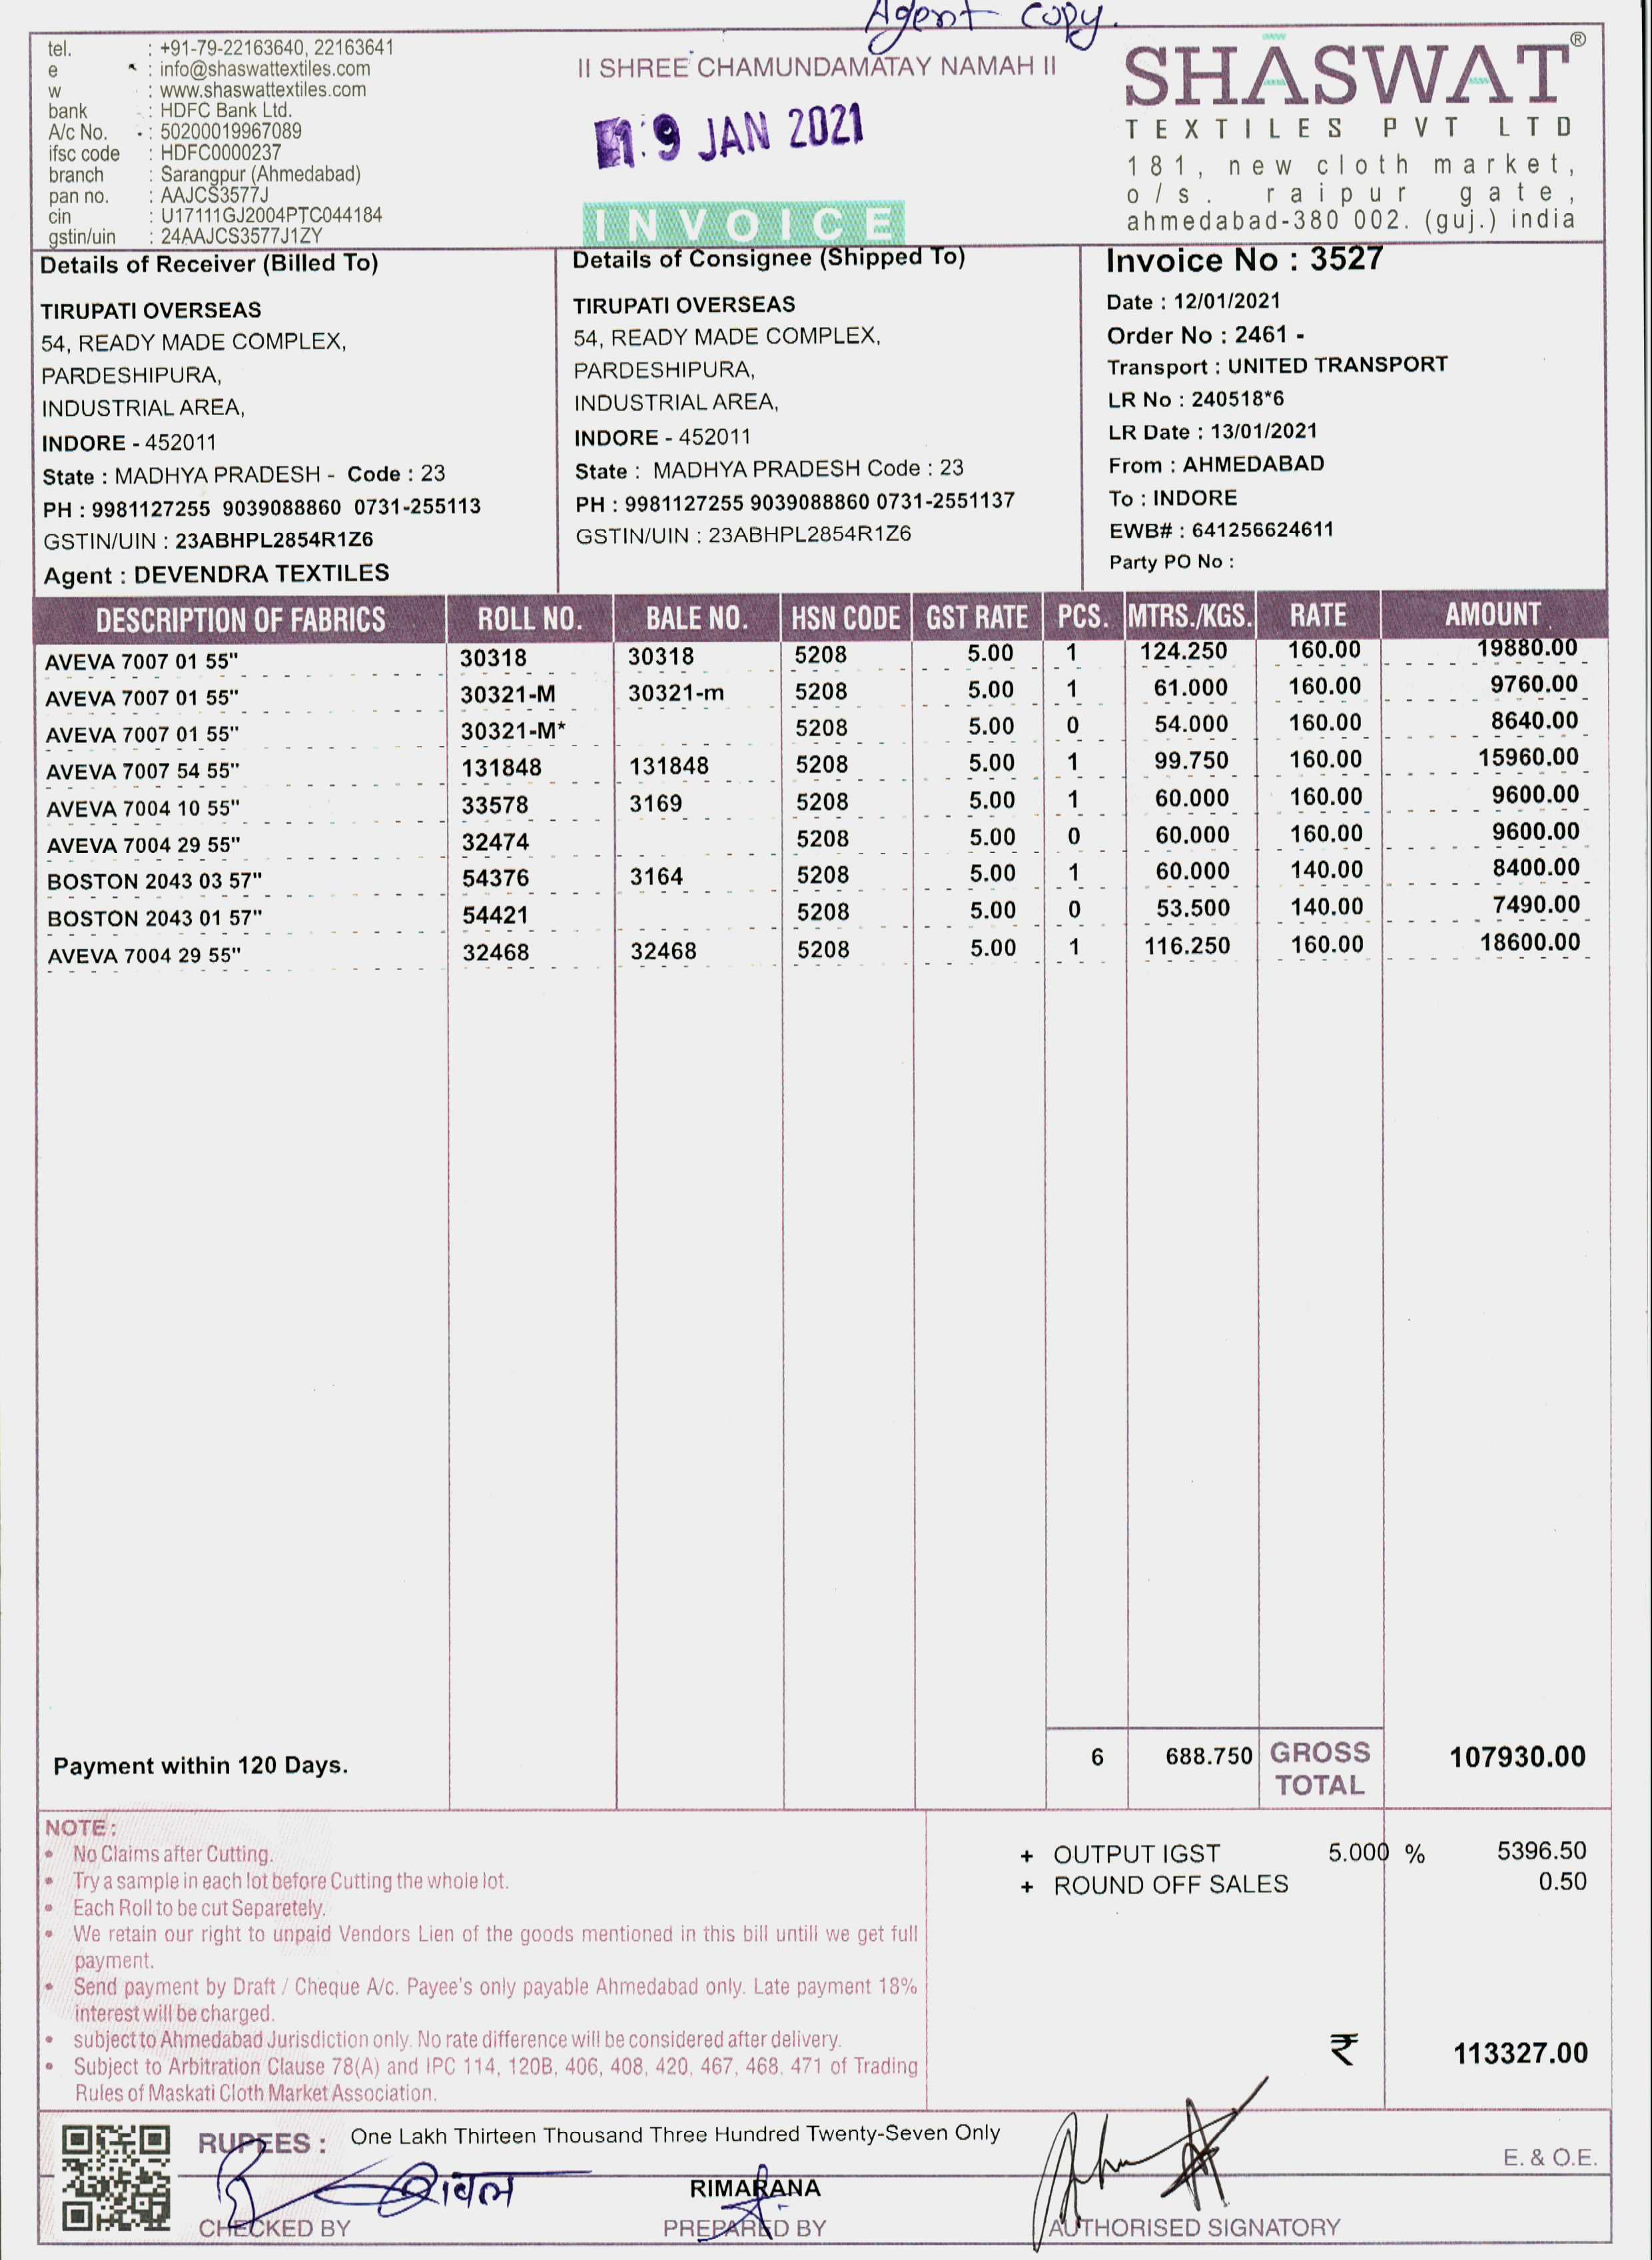 Agent copy.
tel. : +91-79-22163640, 22163641
e : info@shaswattextiles.com
w : www.shaswattextiles.com
bank : HDFC Bank Ltd.
A/c No. : 50200019967089
ifsc code : HDFC0000237
branch : Sarangpur (Ahmedabad)
pan no. : AAJCS3577J
cin : U17111GJ2004PTC044184
gstin/uin : 24AAJCS3577J1ZY
II SHREE CHAMUNDAMATAY NAMAH II
19 JAN 2021
INVOICE
SHASWAT®
TEXTILES PVT LTD
181, new cloth market,
o/s. raipur gate,
ahmedabad-380 002. (guj.) india
Details of Receiver (Billed To)
TIRUPATI OVERSEAS
54, READY MADE COMPLEX,
PARDESHIPURA,
INDUSTRIAL AREA,
INDORE - 452011
State : MADHYA PRADESH - Code : 23
PH : 9981127255 9039088860 0731-255113
GSTIN/UIN : 23ABHPL2854R1Z6
Agent : DEVENDRA TEXTILES
Details of Consignee (Shipped To)
TIRUPATI OVERSEAS
54, READY MADE COMPLEX,
PARDESHIPURA,
INDUSTRIAL AREA,
INDORE - 452011
State : MADHYA PRADESH Code : 23
PH : 9981127255 9039088860 0731-2551137
GSTIN/UIN : 23ABHPL2854R1Z6
Invoice No : 3527
Date : 12/01/2021
Order No : 2461 -
Transport : UNITED TRANSPORT
LR No : 240518*6
LR Date : 13/01/2021
From : AHMEDABAD
To : INDORE
EWB# : 641256624611
Party PO No :
DESCRIPTION OF FABRICS ROLL NO. BALE NO. HSN CODE GST RATE PCS. MTRS./KGS. RATE AMOUNT
AVEVA 7007 01 55" 30318 30318 5208 5.00 1 124.250 160.00 19880.00
AVEVA 7007 01 55" 30321-M 30321-m 5208 5.00 1 61.000 160.00 9760.00
AVEVA 7007 01 55" 30321-M* 5208 5.00 0 54.000 160.00 8640.00
AVEVA 7007 54 55" 131848 131848 5208 5.00 1 99.750 160.00 15960.00
AVEVA 7004 10 55" 33578 3169 5208 5.00 1 60.000 160.00 9600.00
AVEVA 7004 29 55" 32474 5208 5.00 0 60.000 160.00 9600.00
BOSTON 2043 03 57" 54376 3164 5208 5.00 1 60.000 140.00 8400.00
BOSTON 2043 01 57" 54421 5208 5.00 0 53.500 140.00 7490.00
AVEVA 7004 29 55" 32468 32468 5208 5.00 1 116.250 160.00 18600.00
Payment within 120 Days. 6 688.750 GROSS TOTAL 107930.00
NOTE :
• No Claims after Cutting.
• Try a sample in each lot before Cutting the whole lot.
• Each Roll to be cut Separetely.
• We retain our right to unpaid Vendors Lien of the goods mentioned in this bill untill we get full
payment.
• Send payment by Draft / Cheque A/c. Payee's only payable Ahmedabad only. Late payment 18%
interest will be charged.
• subject to Ahmedabad Jurisdiction only. No rate difference will be considered after delivery.
• Subject to Arbitration Clause 78(A) and IPC 114, 120B, 406, 408, 420, 467, 468, 471 of Trading
Rules of Maskati Cloth Market Association.
+ OUTPUT IGST 5.000 % 5396.50
+ ROUND OFF SALES 0.50
₹ 113327.00
RUPEES : One Lakh Thirteen Thousand Three Hundred Twenty-Seven Only
E. & O.E.
RIMARANA
CHECKED BY PREPARED BY AUTHORISED SIGNATORY